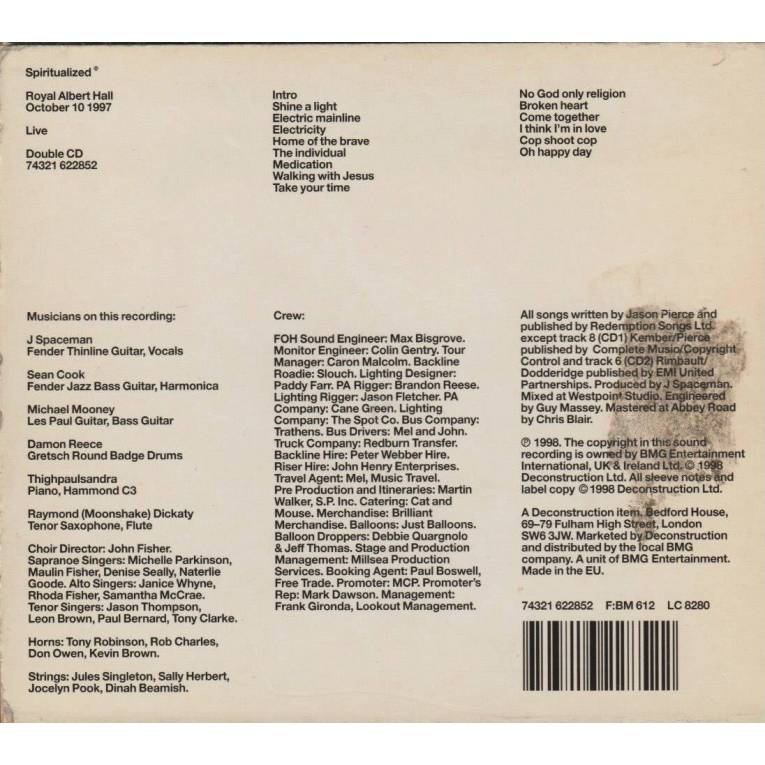 Spiritualized ®
Royal Albert Hall
October 10 1997
Live
Double CD
74321 622852
Intro
Shine a light
Electric mainline
Electricity
Home of the brave
The individual
Medication
Walking with Jesus
Take your time
No God only religion
Broken heart
Come together
I think I'm in love
Cop shoot cop
Oh happy day
Musicians on this recording:
J Spaceman
Fender Thinline Guitar, Vocals
Sean Cook
Fender Jazz Bass Guitar, Harmonica
Michael Mooney
Les Paul Guitar, Bass Guitar
Damon Reece
Gretsch Round Badge Drums
Thighpaulsandra
Piano, Hammond C3
Raymond (Moonshake) Dickaty
Tenor Saxophone, Flute
Choir Director: John Fisher.
Sapranoe Singers: Michelle Parkinson,
Maulin Fisher, Denise Seally, Naterlie
Goode. Alto Singers: Janice Whyne,
Rhoda Fisher, Samantha McCrae.
Tenor Singers: Jason Thompson,
Leon Brown, Paul Bernard, Tony Clarke.
Horns: Tony Robinson, Rob Charles,
Don Owen, Kevin Brown.
Strings: Jules Singleton, Sally Herbert,
Jocelyn Pook, Dinah Beamish.
Crew:
FOH Sound Engineer: Max Bisgrove.
Monitor Engineer: Colin Gentry. Tour
Manager: Caron Malcolm. Backline
Roadie: Slouch. Lighting Designer:
Paddy Farr. PA Rigger: Brandon Reese.
Lighting Rigger: Jason Fletcher. PA
Company: Cane Green. Lighting
Company: The Spot Co. Bus Company:
Trathens. Bus Drivers: Mel and John.
Truck Company: Redburn Transfer.
Backline Hire: Peter Webber Hire.
Riser Hire: John Henry Enterprises.
Travel Agent: Mel, Music Travel.
Pre Production and Itineraries: Martin
Walker, S.P. Inc. Catering: Cat and
Mouse. Merchandise: Brilliant
Merchandise. Balloons: Just Balloons.
Balloon Droppers: Debbie Quargnolo
& Jeff Thomas. Stage and Production
Management: Millsea Production
Services. Booking Agent: Paul Boswell,
Free Trade. Promoter: MCP. Promoter's
Rep: Mark Dawson. Management:
Frank Gironda, Lookout Management.
All songs written by Jason Pierce and
published by Redemption Songs Ltd.
except track 8 (CD1) Kember/Pierce
published by Complete Music/Copyright
Control and track 6 (CD2) Rimbault/
Dodderidge published by EMI United
Partnerships. Produced by J Spaceman.
Mixed at Westpoint Studio. Engineered
by Guy Massey. Mastered at Abbey Road
by Chris Blair.
℗ 1998. The copyright in this sound
recording is owned by BMG Entertainment
International, UK & Ireland Ltd. © 1998
Deconstruction Ltd. All sleeve notes and
label copy © 1998 Deconstruction Ltd.
A Deconstruction item. Bedford House,
69–79 Fulham High Street, London
SW6 3JW. Marketed by Deconstruction
and distributed by the local BMG
company. A unit of BMG Entertainment.
Made in the EU.
74321 622852 F:BM 612 LC 8280